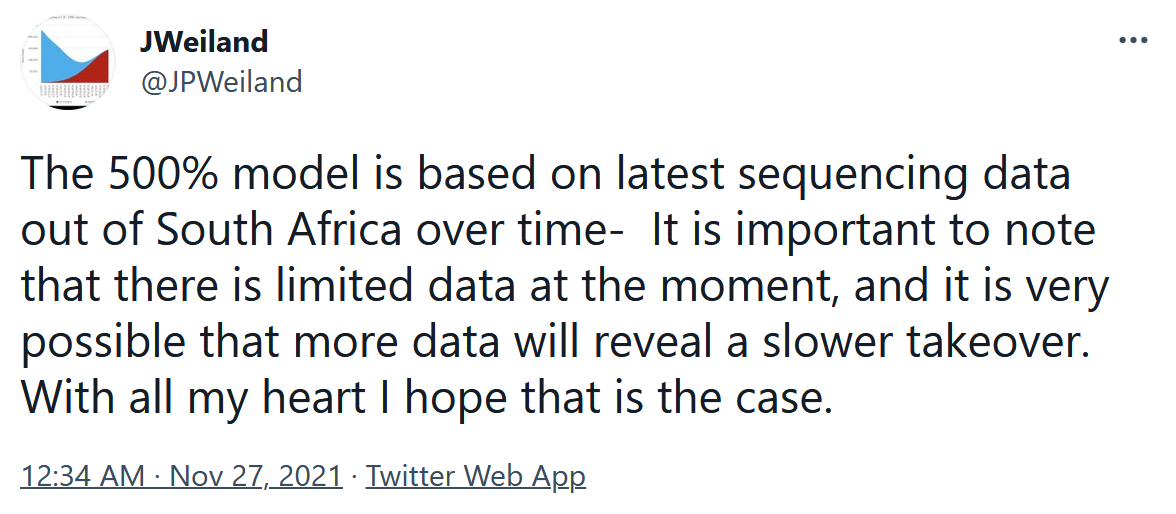 JWeiland
@JPWeiland
The 500% model is based on latest sequencing data
out of South Africa over time-  It is important to note
that there is limited data at the moment, and it is very
possible that more data will reveal a slower takeover.
With all my heart I hope that is the case.
12:34 AM · Nov 27, 2021 · Twitter Web App